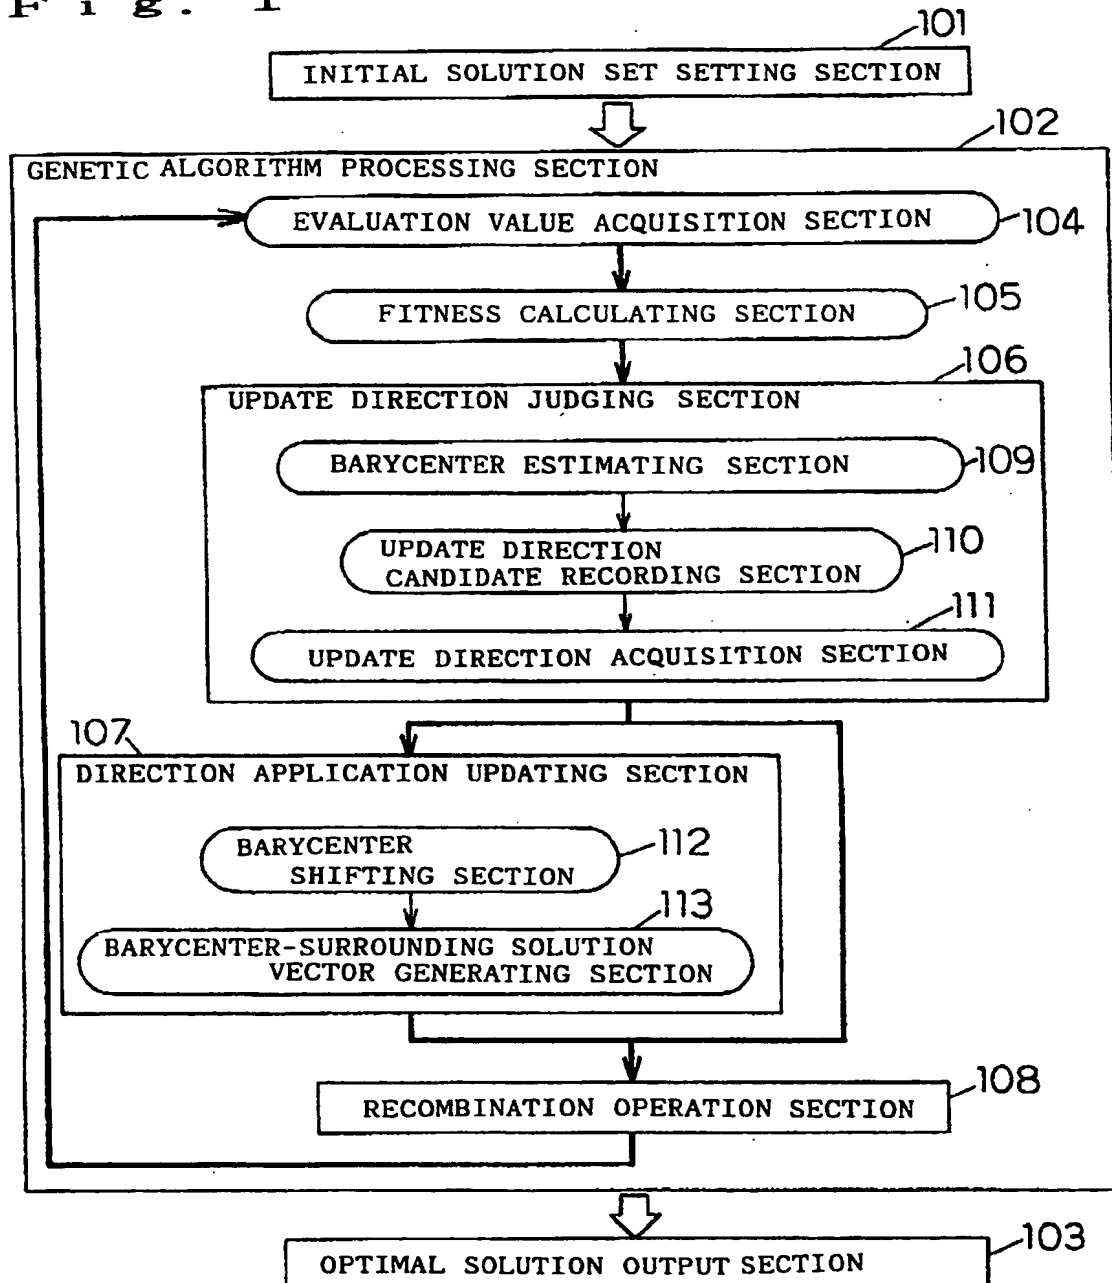 Fig. 1
101
INITIAL SOLUTION SET SETTING SECTION
102
GENETIC ALGORITHM PROCESSING SECTION
EVALUATION VALUE ACQUISITION SECTION
104
105
FITNESS CALCULATING SECTION
106
UPDATE DIRECTION JUDGING SECTION
BARYCENTER ESTIMATING SECTION
109
UPDATE DIRECTION
CANDIDATE RECORDING SECTION
110
111
UPDATE DIRECTION ACQUISITION SECTION
107
DIRECTION APPLICATION UPDATING SECTION
BARYCENTER
SHIFTING SECTION
112
113
BARYCENTER-SURROUNDING SOLUTION
VECTOR GENERATING SECTION
108
RECOMBINATION OPERATION SECTION
103
OPTIMAL SOLUTION OUTPUT SECTION